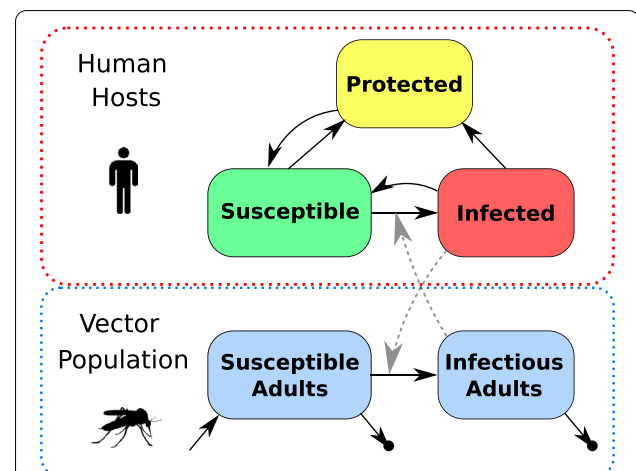 Human
Hosts
Protected
Susceptible
Infected
Vector
Population
Susceptible
Adults
Infectious
Adults